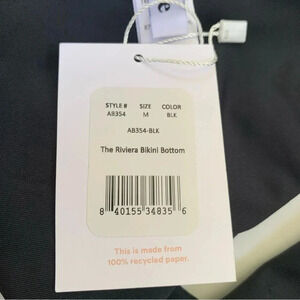 e
STYLE # SIZE COLOR
AB354 M BLK
AB354-BLK
The Riviera Bikini Bottom
8 40155 34835 6
This is made from
100% recycled paper.